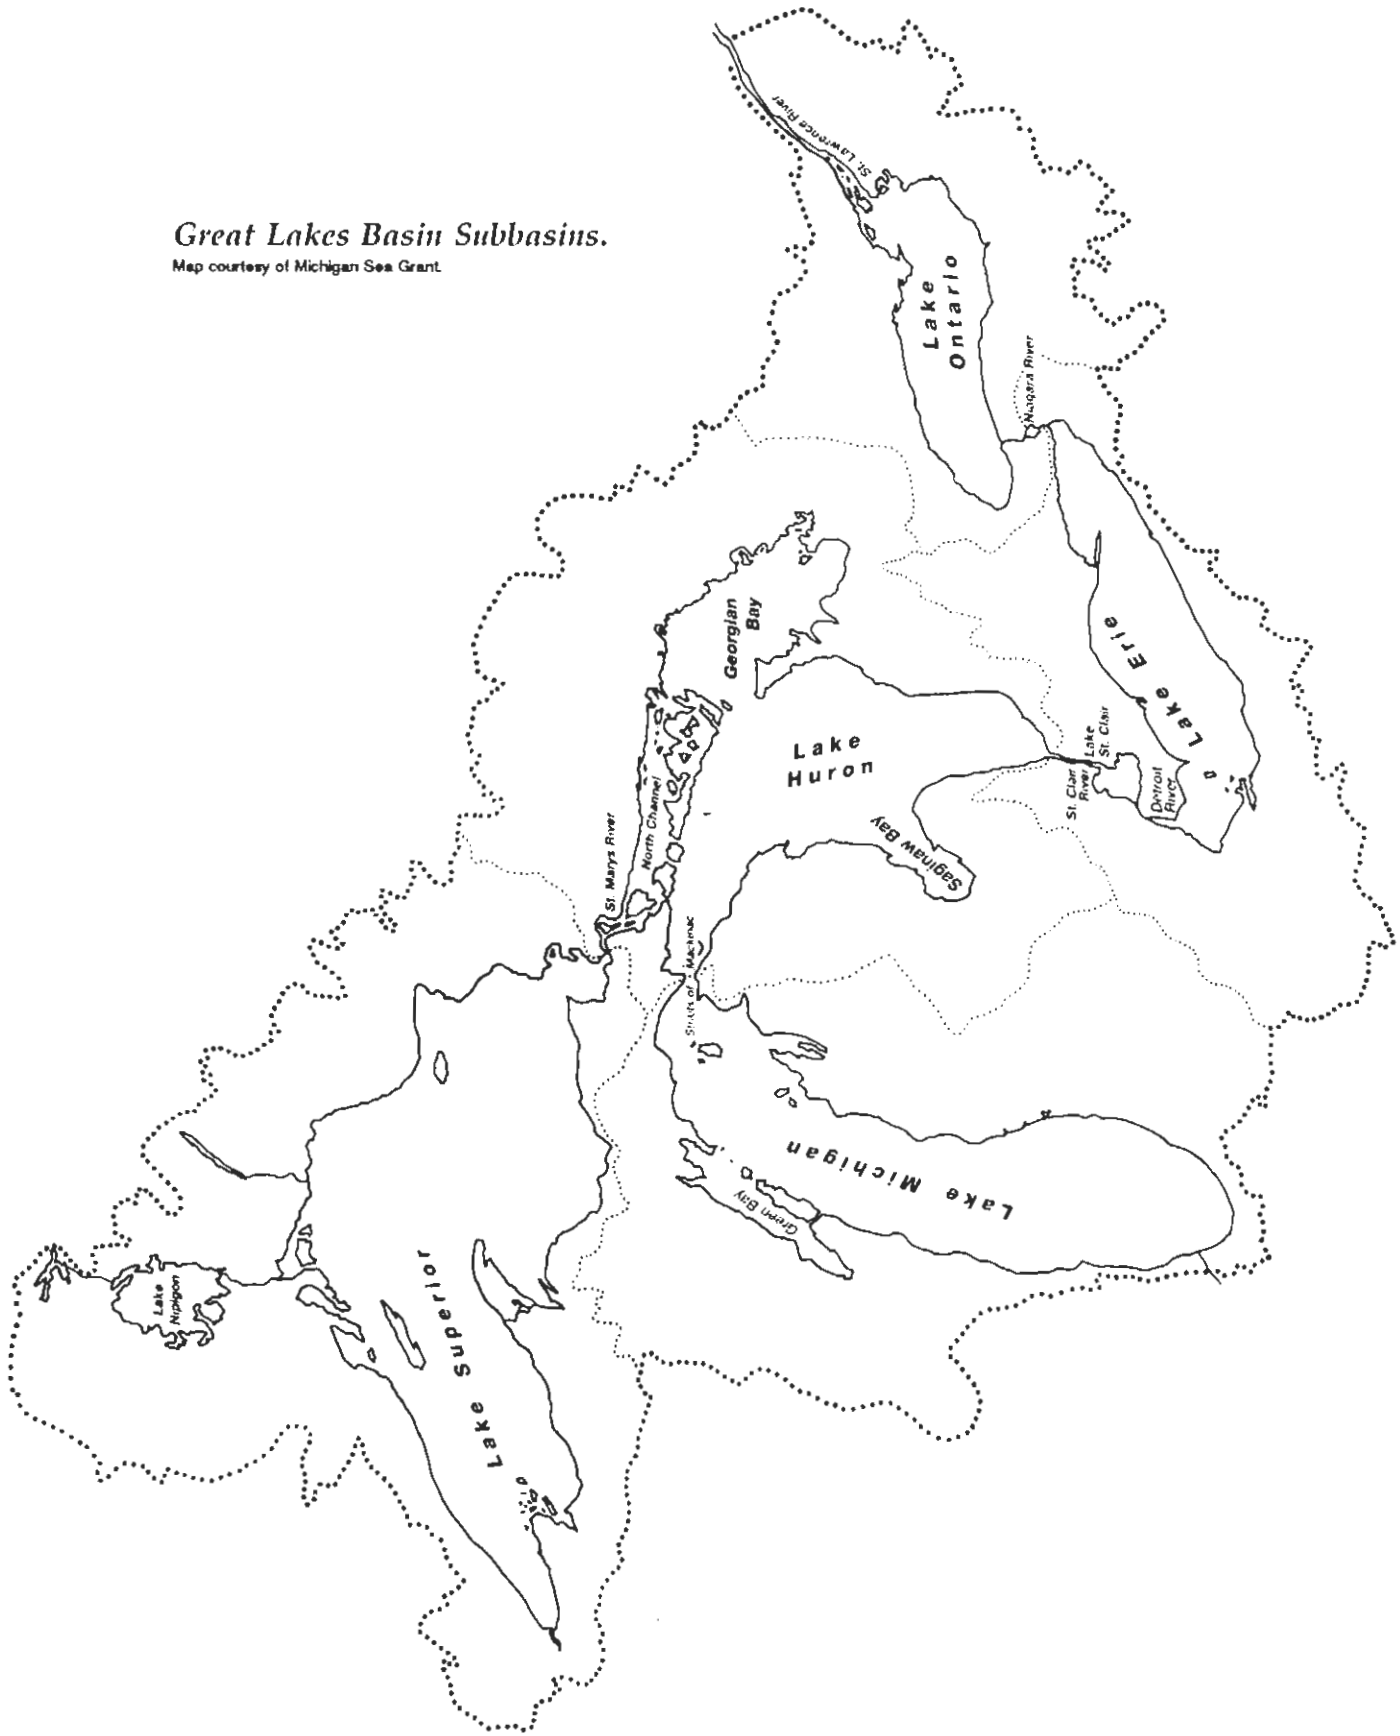 Great Lakes Basin Subbasins.
Map courtesy of Michigan Sea Grant.
St. Lawrence River
Lake
Ontario
Niagara River
Georgian
Bay
Lake Erie
Lake
Huron
Lake
St. Clair
St. Clair
River
Detroit
River
North Channel
St. Marys River
Saginaw Bay
Straits of Mackinac
Lake Michigan
Green Bay
Lake Superior
Lake
Nipigon